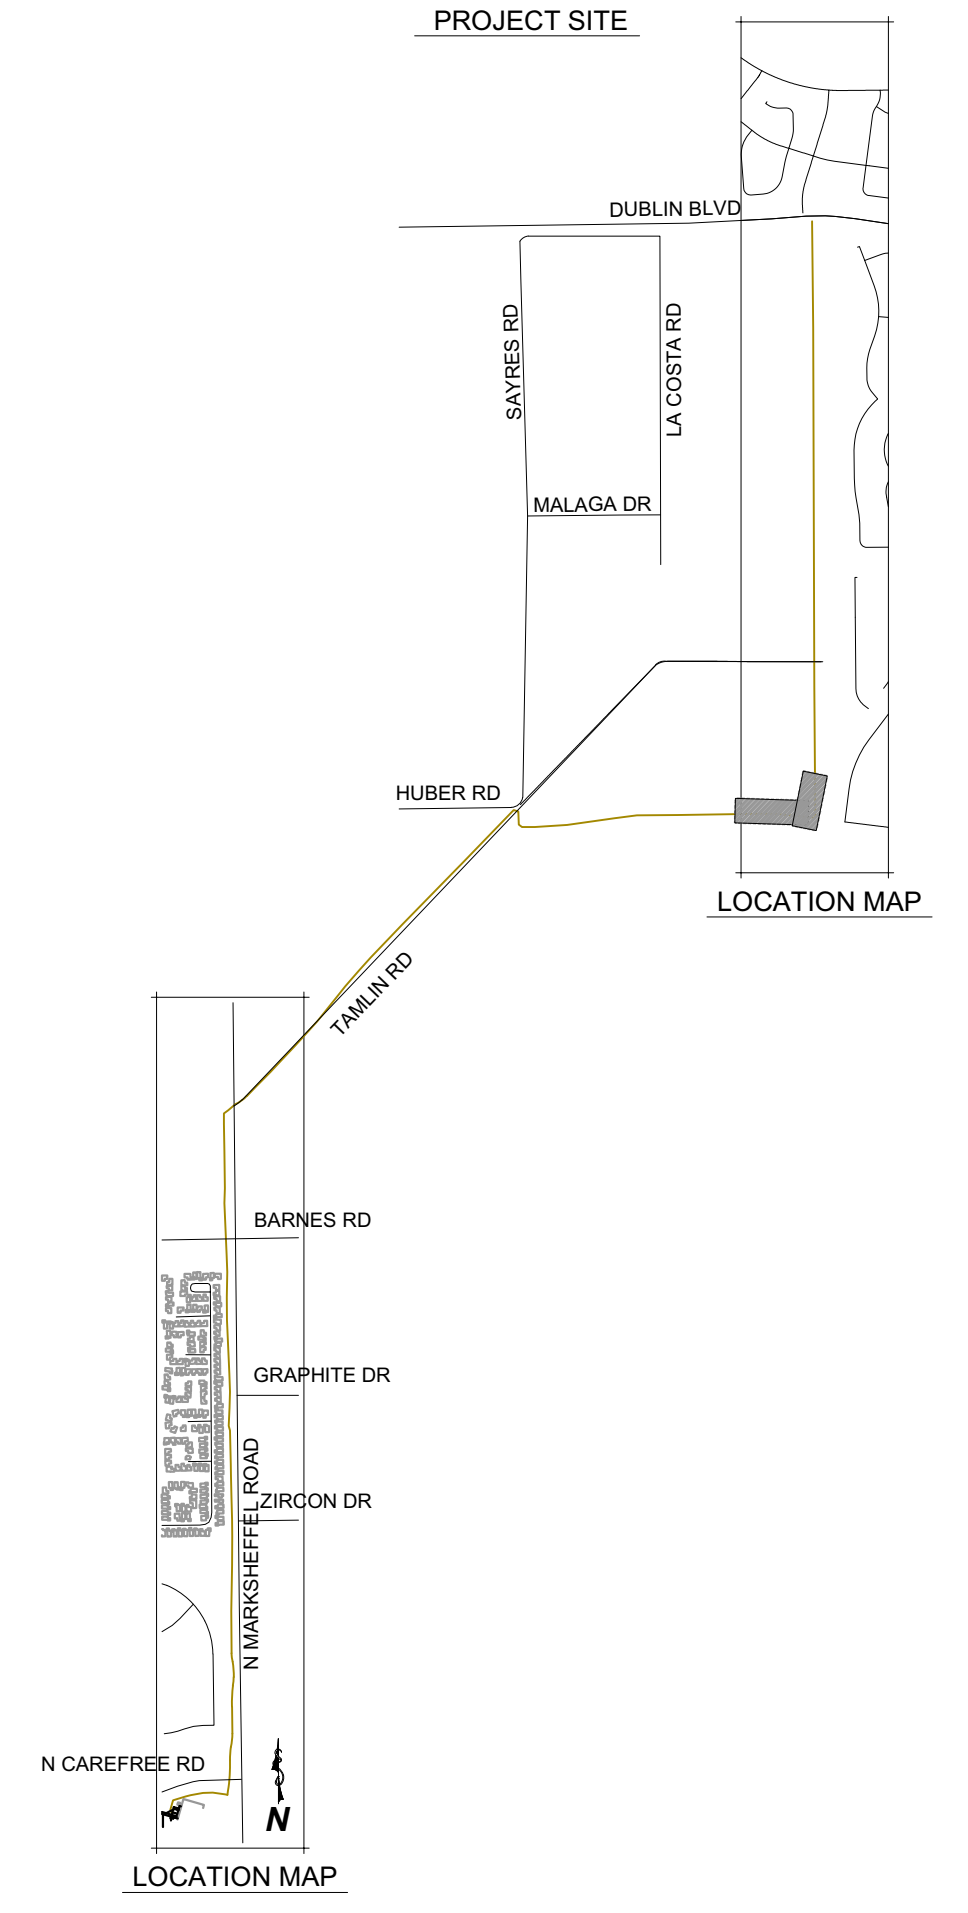 PROJECT SITE
DUBLIN BLVD
SAYRES RD
LA COSTA RD
MALAGA DR
HUBER RD
LOCATION MAP
TAMLIN RD
BARNES RD
GRAPHITE DR
N MARKSHEFFEL ROAD
ZIRCON DR
N CAREFREE RD
N
LOCATION MAP